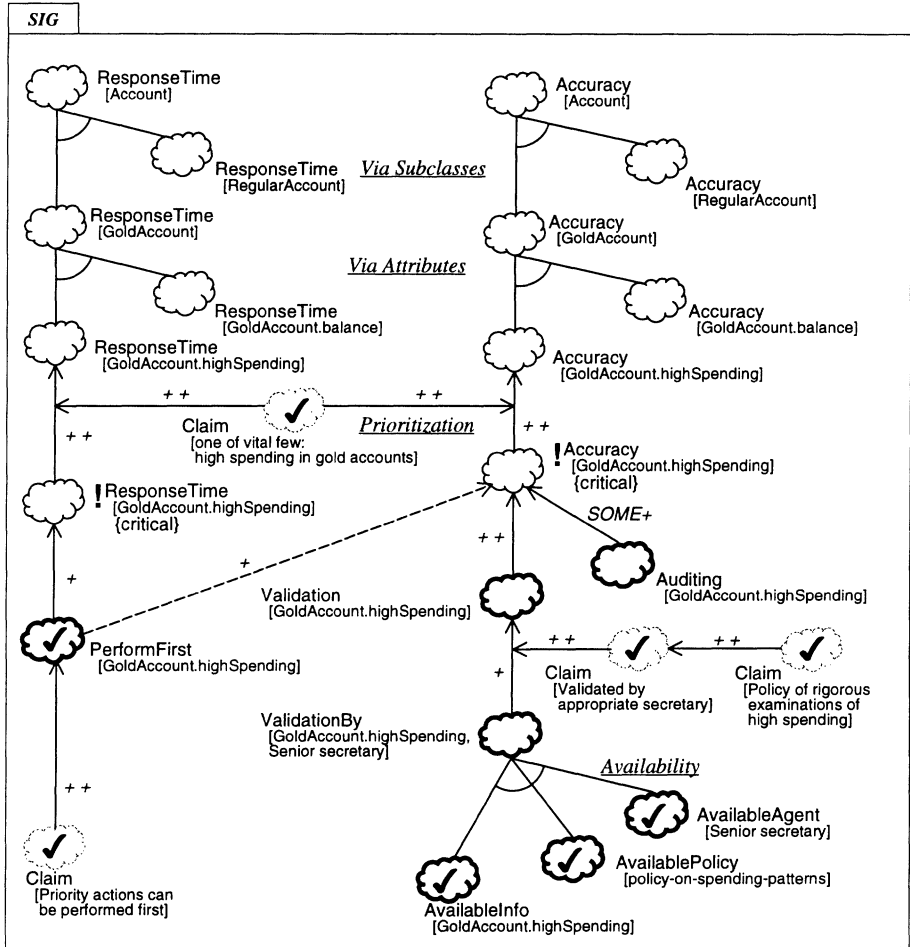 SIG
ResponseTime
[Account]
Accuracy
[Account]
ResponseTime
[RegularAccount]
Via Subclasses
Accuracy
[RegularAccount]
ResponseTime
[GoldAccount]
Accuracy
[GoldAccount]
Via Attributes
ResponseTime
[GoldAccount.balance]
Accuracy
[GoldAccount.balance]
ResponseTime
[GoldAccount.highSpending]
Accuracy
[GoldAccount.highSpending]
++
++
Claim
[one of vital few:
high spending in gold accounts]
Prioritization
++
++
!ResponseTime
[GoldAccount.highSpending]
{critical}
!Accuracy
[GoldAccount.highSpending]
{critical}
SOME+
++
+
+
Auditing
[GoldAccount.highSpending]
Validation
[GoldAccount.highSpending]
PerformFirst
[GoldAccount.highSpending]
++
++
Claim
[Validated by
appropriate secretary]
Claim
[Policy of rigorous
examinations of
high spending]
+
ValidationBy
[GoldAccount.highSpending,
Senior secretary]
Availability
++
AvailableAgent
[Senior secretary]
AvailablePolicy
[policy-on-spending-patterns]
Claim
[Priority actions can
be performed first]
AvailableInfo
[GoldAccount.highSpending]